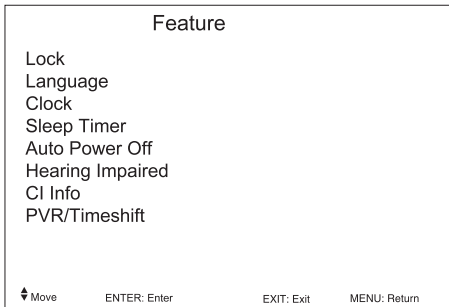 Feature
Lock
Language
Clock
Sleep Timer
Auto Power Off
Hearing Impaired
CI Info
PVR/Timeshift
Move ENTER: Enter EXIT: Exit MENU: Return